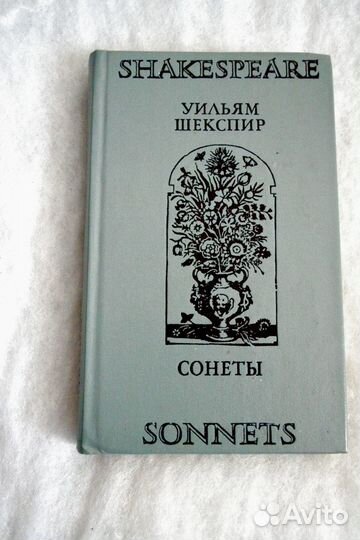 SHAKESPEARE
УИЛЬЯМ
ШЕКСПИР
СОНЕТЫ
SONNETS
Avito